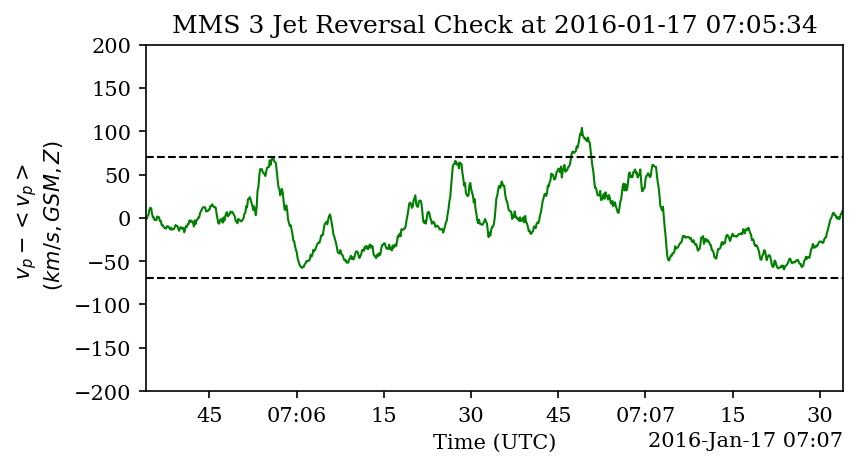 MMS 3 Jet Reversal Check at 2016-01-17 07:05:34
200
150
100
50
0
−50
−100
−150
−200
v_p − < v_p >
(km/s, GSM, Z)
45 07:06 15 30 45 07:07 15 30
Time (UTC)
2016-Jan-17 07:07